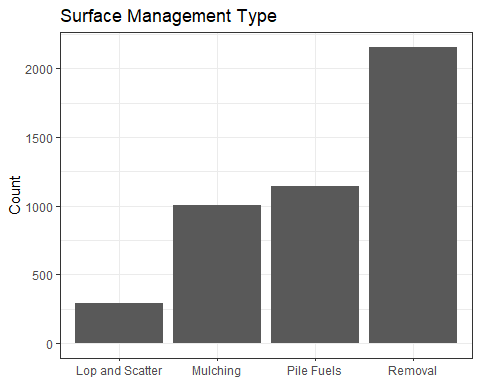 Surface Management Type
Count
2000
1500
1000
500
0
Lop and Scatter Mulching Pile Fuels Removal